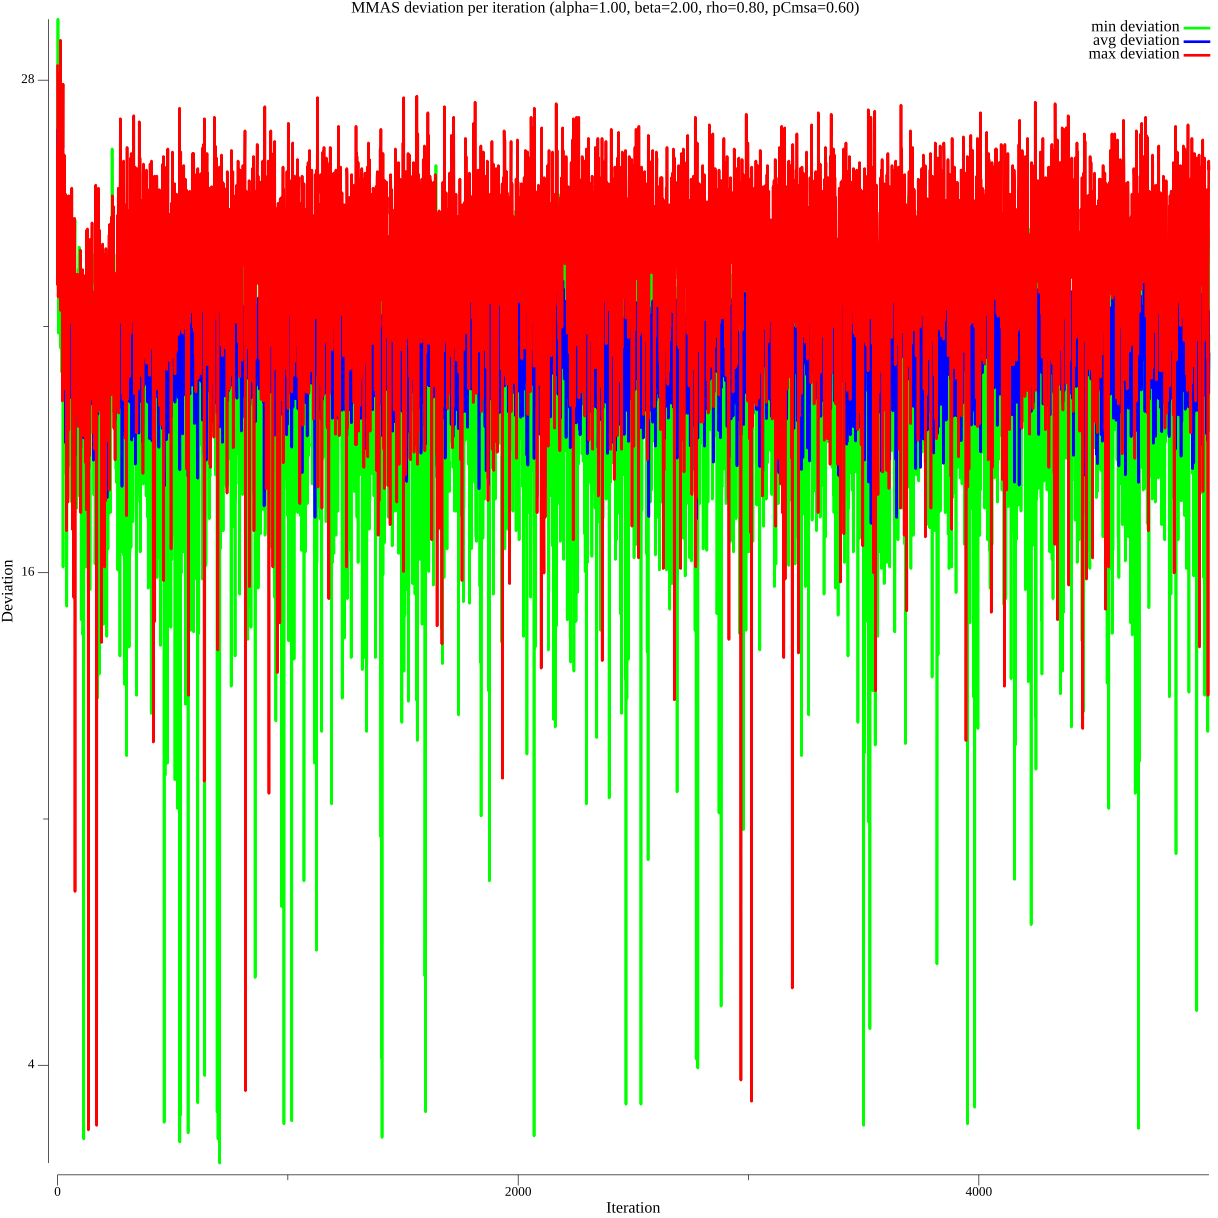 MMAS deviation per iteration (alpha=1.00, beta=2.00, rho=0.80, pCmsa=0.60)
min deviation
avg deviation
max deviation
28
16
4
Deviation
0
2000
4000
Iteration